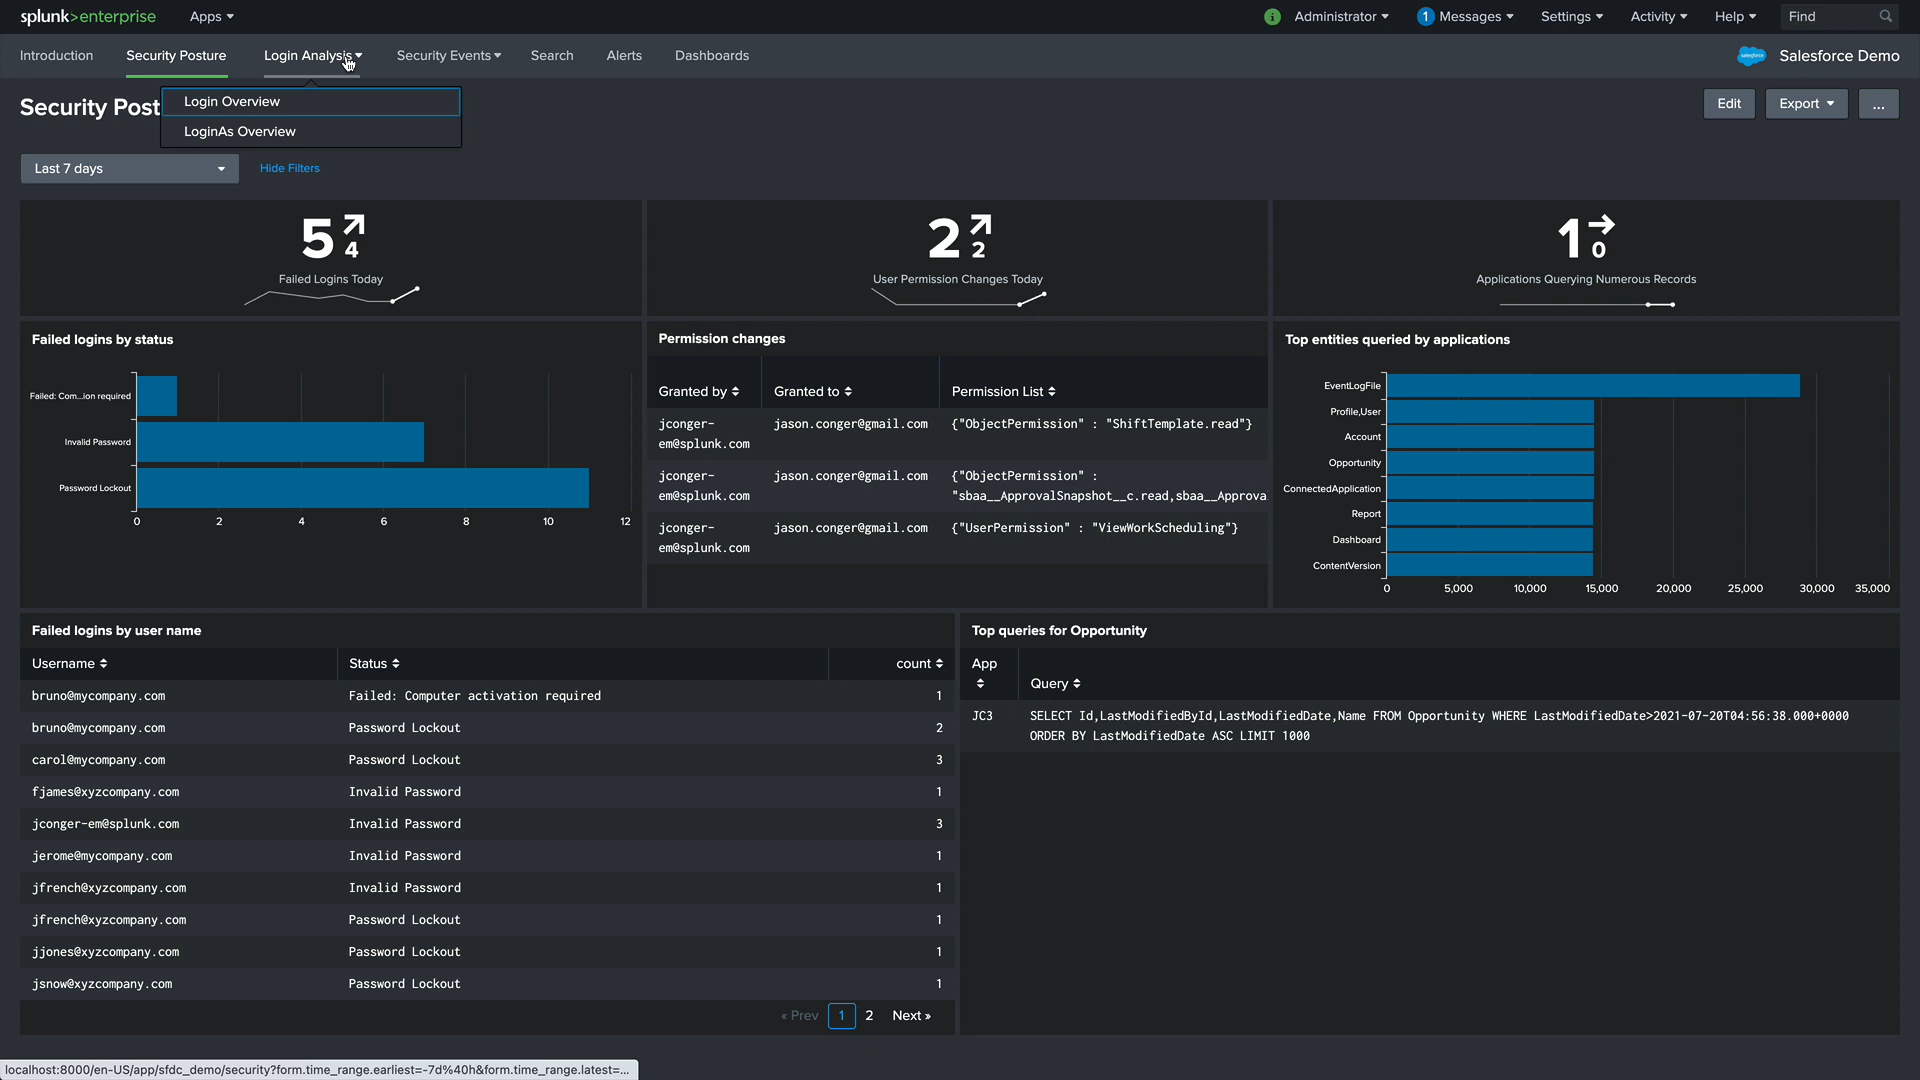 splunk>enterprise Apps Administrator 1 Messages Settings Activity Help Find
Introduction Security Posture Login Analysis Security Events Search Alerts Dashboards salesforce Salesforce Demo
Security Post Edit Export ...
Login Overview
LoginAs Overview
Last 7 days Hide Filters
5 4
Failed Logins Today
2 2
User Permission Changes Today
1 0
Applications Querying Numerous Records
Failed logins by status
Failed: Com...ion required
Invalid Password
Password Lockout
0 2 4 6 8 10 12
Permission changes
Granted by Granted to Permission List
jconger- jason.conger@gmail.com {"ObjectPermission" : "ShiftTemplate.read"}
em@splunk.com
jconger- jason.conger@gmail.com {"ObjectPermission" :
em@splunk.com "sbaa__ApprovalSnapshot__c.read,sbaa__Approva
jconger- jason.conger@gmail.com {"UserPermission" : "ViewWorkScheduling"}
em@splunk.com
Top entities queried by applications
EventLogFile
Profile,User
Account
Opportunity
ConnectedApplication
Report
Dashboard
ContentVersion
0 5,000 10,000 15,000 20,000 25,000 30,000 35,000
Failed logins by user name
Username Status count
bruno@mycompany.com Failed: Computer activation required 1
bruno@mycompany.com Password Lockout 2
carol@mycompany.com Password Lockout 3
fjames@xyzcompany.com Invalid Password 1
jconger-em@splunk.com Invalid Password 3
jerome@mycompany.com Invalid Password 1
jfrench@xyzcompany.com Invalid Password 1
jfrench@xyzcompany.com Password Lockout 1
jjones@xyzcompany.com Password Lockout 1
jsnow@xyzcompany.com Password Lockout 1
« Prev 1 2 Next »
Top queries for Opportunity
App Query
JC3 SELECT Id,LastModifiedById,LastModifiedDate,Name FROM Opportunity WHERE LastModifiedDate>2021-07-20T04:56:38.000+0000
ORDER BY LastModifiedDate ASC LIMIT 1000
localhost:8000/en-US/app/sfdc_demo/security?form.time_range.earliest=-7d%40h&form.time_range.latest=...